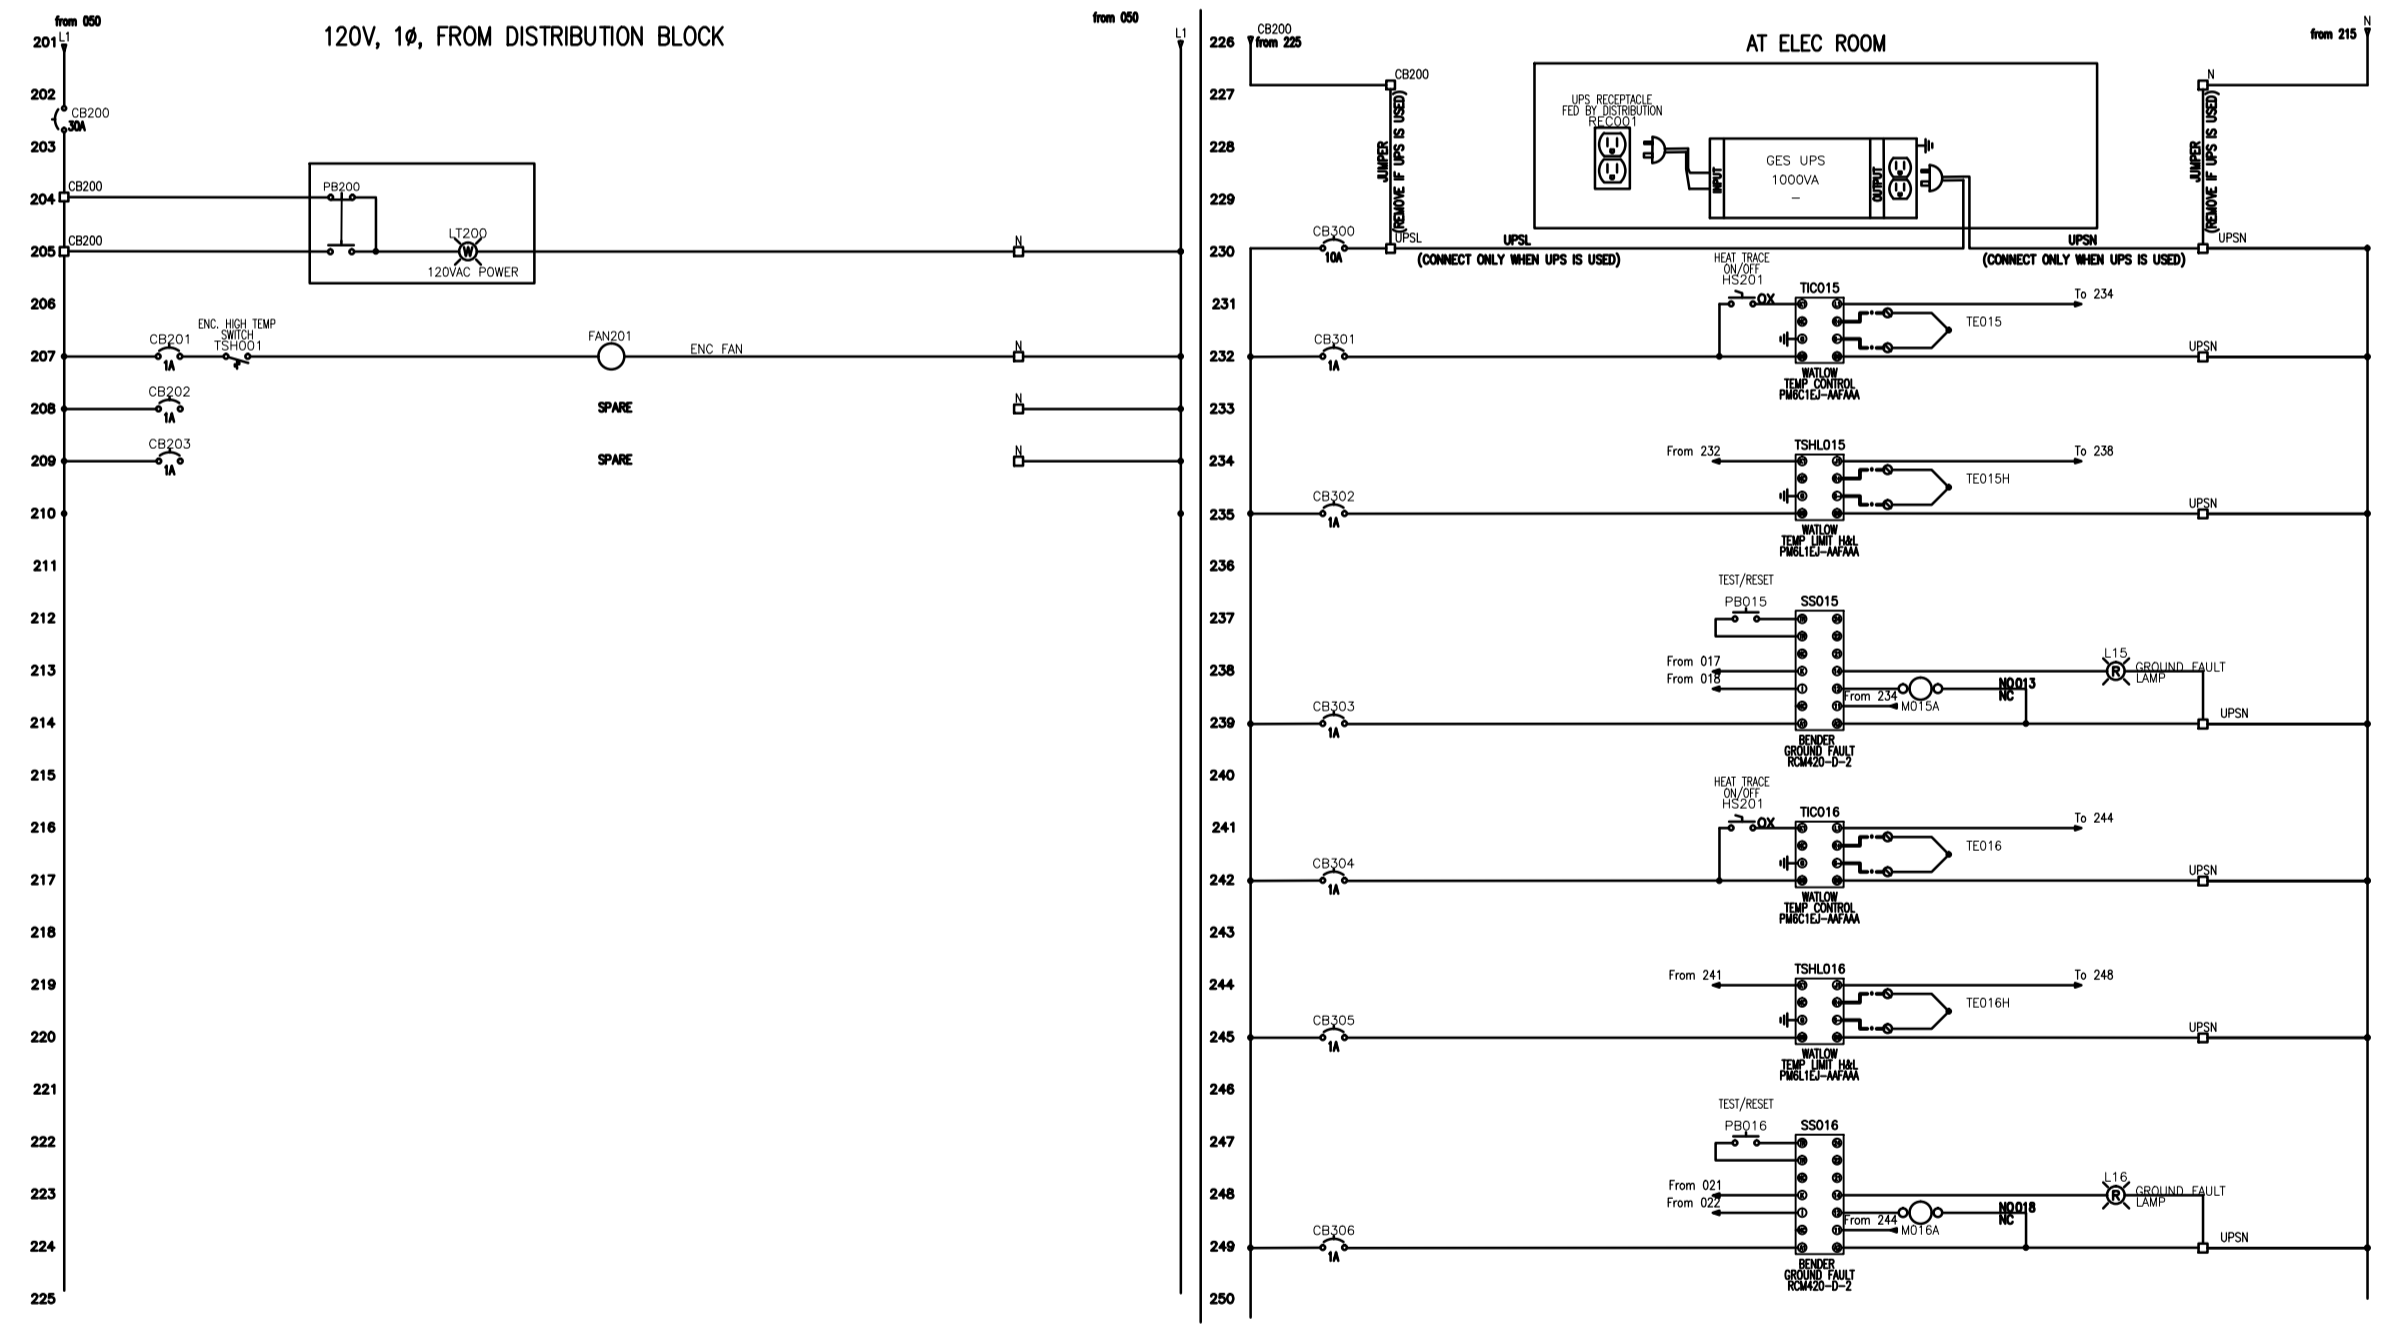 from 050
L1
120V, 1ø, FROM DISTRIBUTION BLOCK
from 050
L1
201
202
CB200
30A
203
CB200
PB200
204
CB200
LT200
N
W
205
120VAC POWER
206
ENC. HIGH TEMP
SWITCH
CB201
TSH001
FAN201
ENC FAN
N
207
1A
CB202
208
SPARE
N
1A
CB203
209
SPARE
N
1A
210
211
212
213
214
215
216
217
218
219
220
221
222
223
224
225
226
CB200
from 225
AT ELEC ROOM
from 215
N
CB200
N
227
UPS RECEPTACLE
FED BY DISTRIBUTION
REC001
JUMPER
(REMOVE IF UPS IS USED)
228
GES UPS
1000VA
-
INPUT
OUTPUT
JUMPER
(REMOVE IF UPS IS USED)
229
CB300
UPSL
UPSL
UPSN
UPSN
230
10A
(CONNECT ONLY WHEN UPS IS USED)
(CONNECT ONLY WHEN UPS IS USED)
HEAT TRACE
ON/OFF
HS201
OX
TIC015
To 234
231
TE015
CB301
UPSN
232
1A
WATLOW
TEMP CONTROL
PM6C1EJ-AAFAAA
233
TSHL015
From 232
To 238
234
TE015H
CB302
UPSN
235
1A
WATLOW
TEMP LIMIT H&L
PM6L1EJ-AAFAAA
236
TEST/RESET
PB015
SS015
237
From 017
L15
R
GROUND FAULT
LAMP
238
From 018
From 234
M015A
NO013
NC
CB303
UPSN
239
1A
BENDER
GROUND FAULT
RCM420-D-2
240
HEAT TRACE
ON/OFF
HS201
OX
TIC016
To 244
241
TE016
CB304
UPSN
242
1A
WATLOW
TEMP CONTROL
PM6C1EJ-AAFAAA
243
TSHL016
From 241
To 248
244
TE016H
CB305
UPSN
245
1A
WATLOW
TEMP LIMIT H&L
PM6L1EJ-AAFAAA
246
TEST/RESET
PB016
SS016
247
From 021
L16
R
GROUND FAULT
LAMP
248
From 022
From 244
M016A
NO018
NC
CB306
UPSN
249
1A
BENDER
GROUND FAULT
RCM420-D-2
250